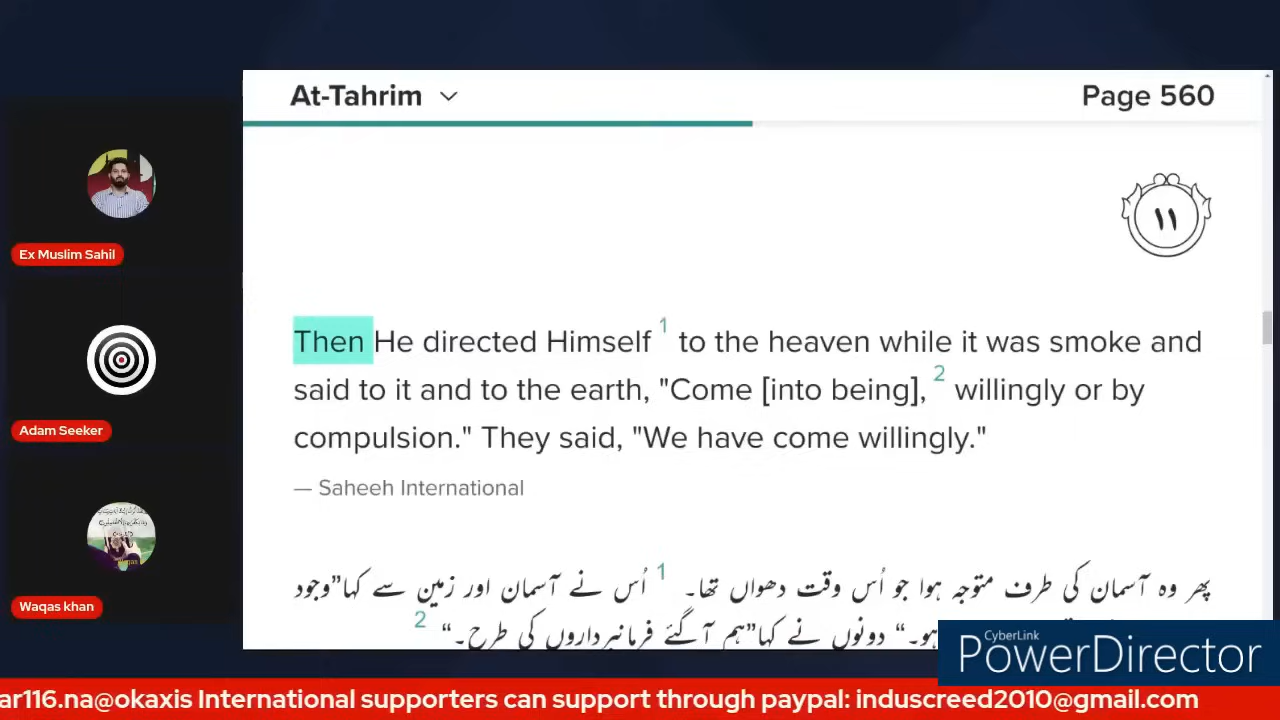 At-Tahrim
Page 560
١١
Then He directed Himself 1 to the heaven while it was smoke and
said to it and to the earth, "Come [into being], 2 willingly or by
compulsion." They said, "We have come willingly."
— Saheeh International
پھر وہ آسمان کی طرف متوجہ ہوا جو اُس وقت دھواں تھا۔ 1 اُس نے آسمان اور زمین سے کہا”وجود
ہو۔“ دونوں نے کہا”ہم آگئے فرمانبرداروں کی طرح۔“ 2
Ex Muslim Sahil
Adam Seeker
Waqas khan
CyberLink
PowerDirector
ar116.na@okaxis International supporters can support through paypal: induscreed2010@gmail.com